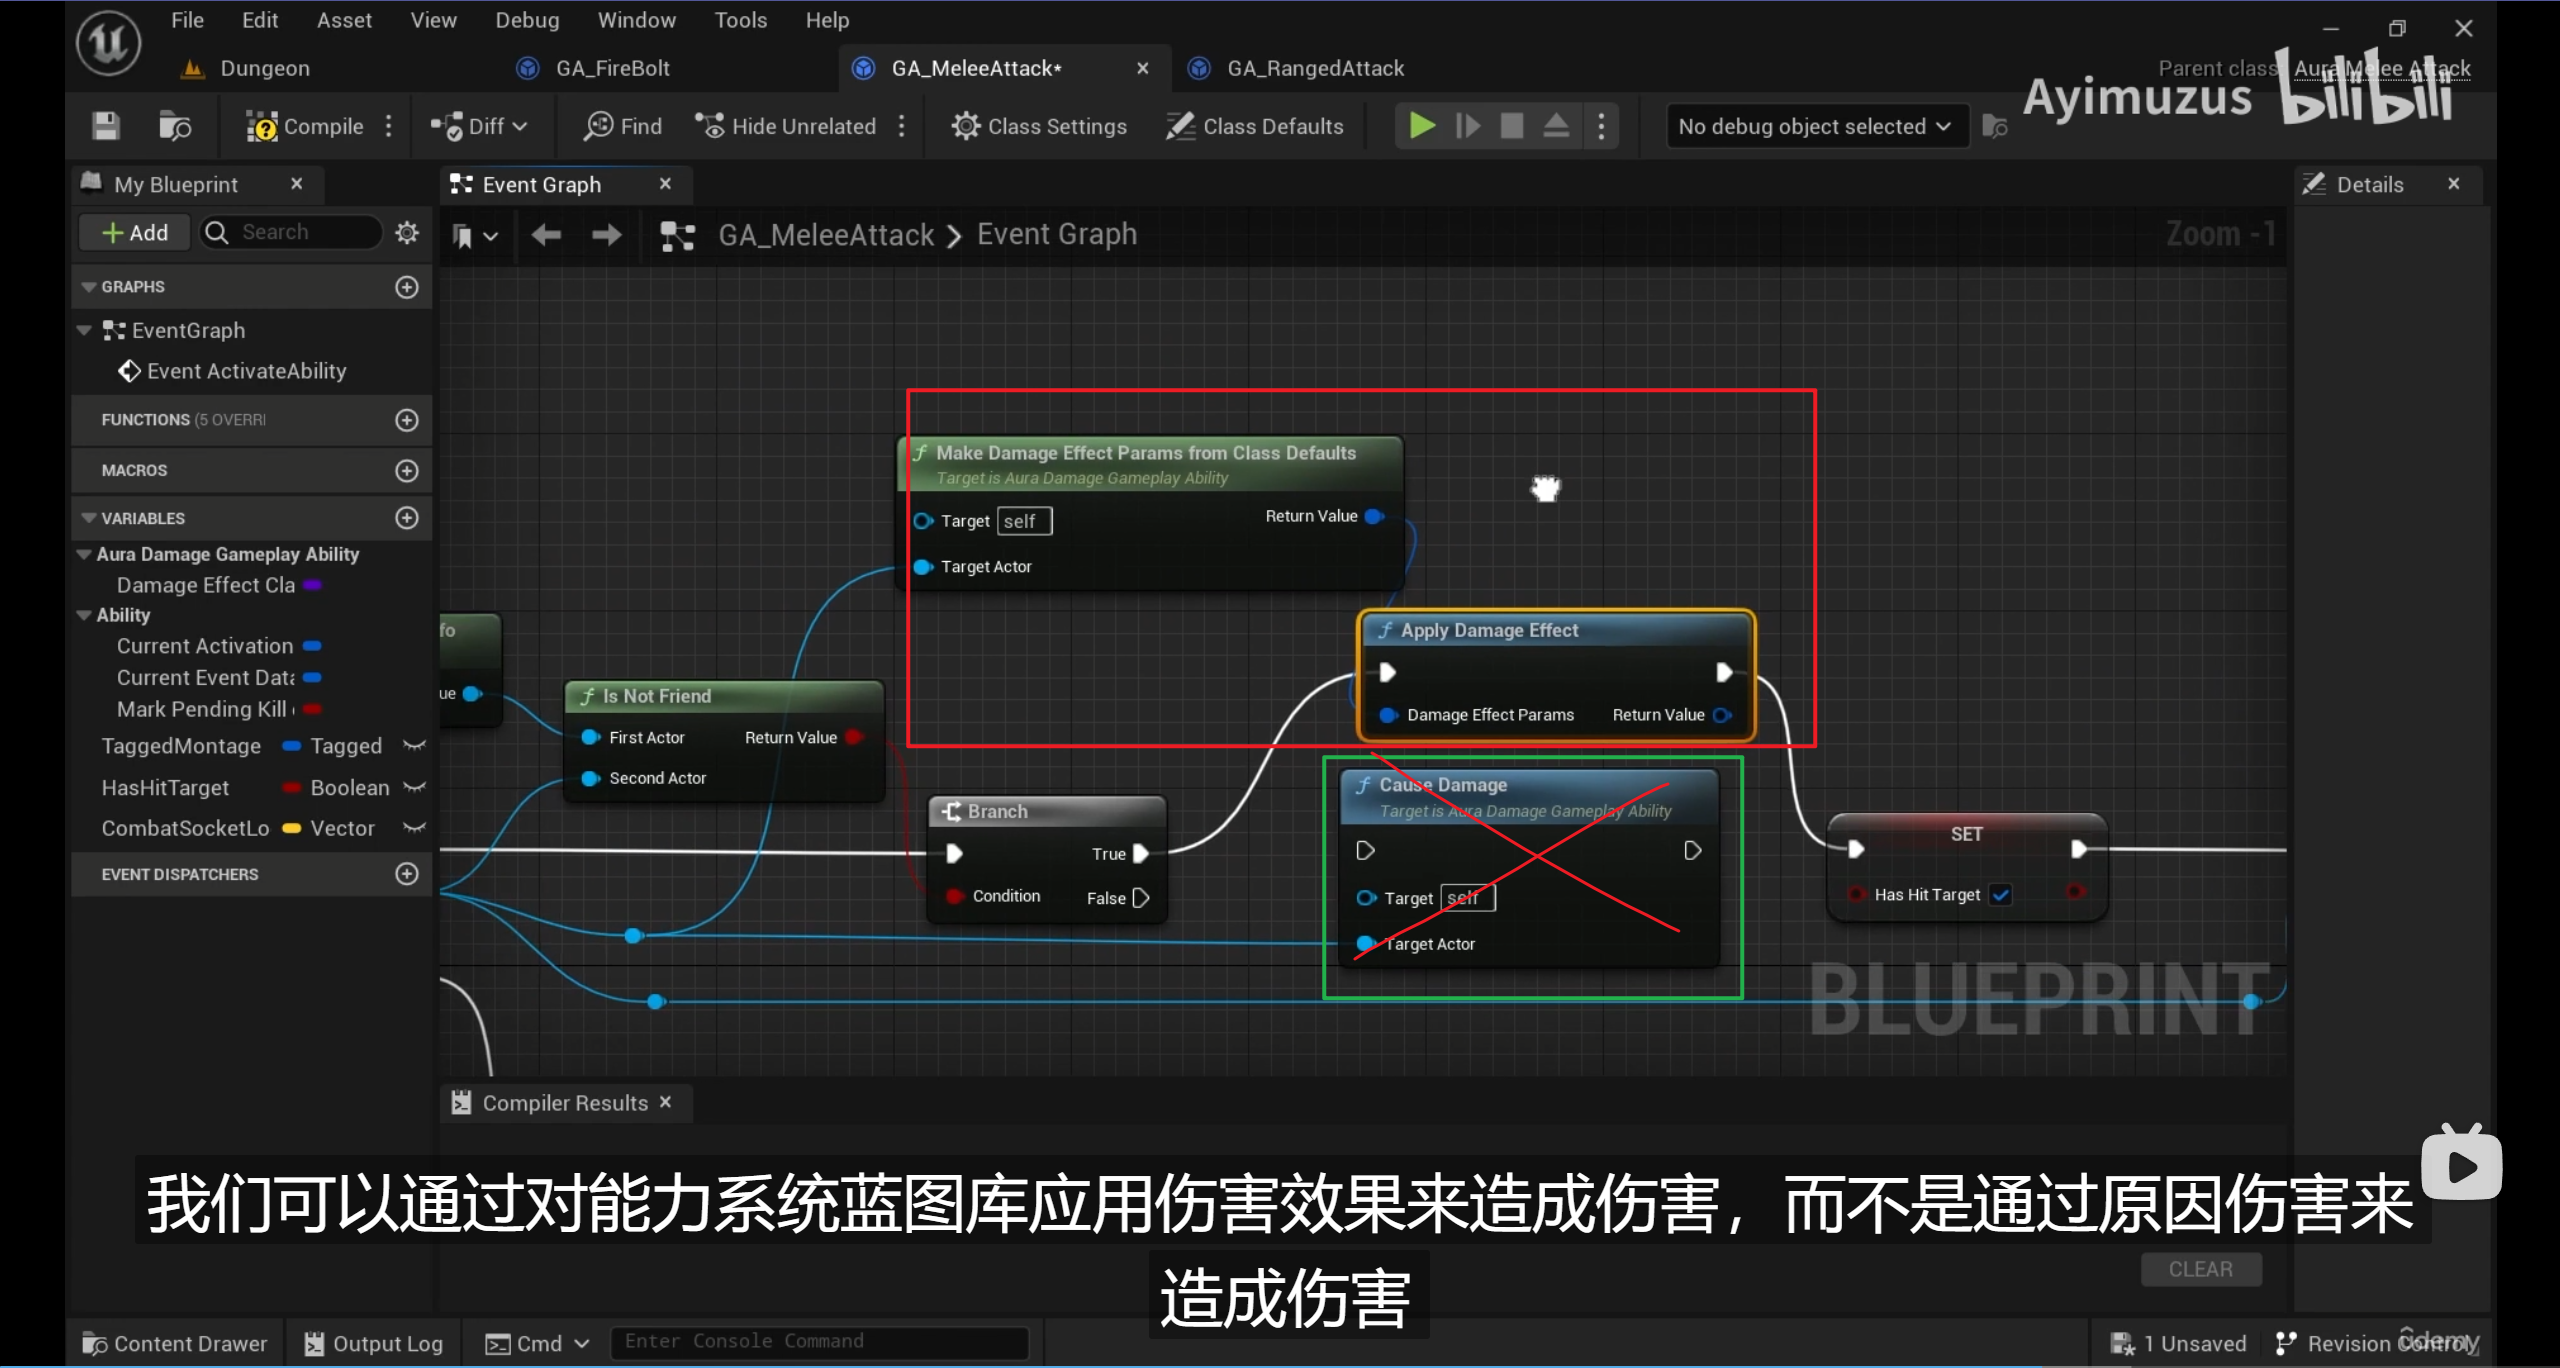 File Edit Asset View Debug Window Tools Help
Dungeon GA_FireBolt GA_MeleeAttack* GA_RangedAttack
Parent class Aura Melee Attack
Ayimuzus bilibili
Compile Diff Find Hide Unrelated Class Settings Class Defaults No debug object selected
My Blueprint
Event Graph
Details
Add Search
GA_MeleeAttack > Event Graph
Zoom -1
GRAPHS
EventGraph
Event ActivateAbility
FUNCTIONS (5 OVERRI
MACROS
VARIABLES
Aura Damage Gameplay Ability
Damage Effect Cla
Ability
Current Activation
Current Event Data
Mark Pending Kill
TaggedMontage Tagged
HasHitTarget Boolean
CombatSocketLo Vector
EVENT DISPATCHERS
fo
ue
Make Damage Effect Params from Class Defaults
Target is Aura Damage Gameplay Ability
Target self Return Value
Target Actor
Is Not Friend
First Actor Return Value
Second Actor
Apply Damage Effect
Damage Effect Params Return Value
Branch
True
Condition False
Cause Damage
Target is Aura Damage Gameplay Ability
Target self
Target Actor
SET
Has Hit Target
BLUEPRINT
Compiler Results
我们可以通过对能力系统蓝图库应用伤害效果来造成伤害，而不是通过原因伤害来
造成伤害
CLEAR
Content Drawer Output Log Cmd Enter Console Command 1 Unsaved Revision Control
ûdemy